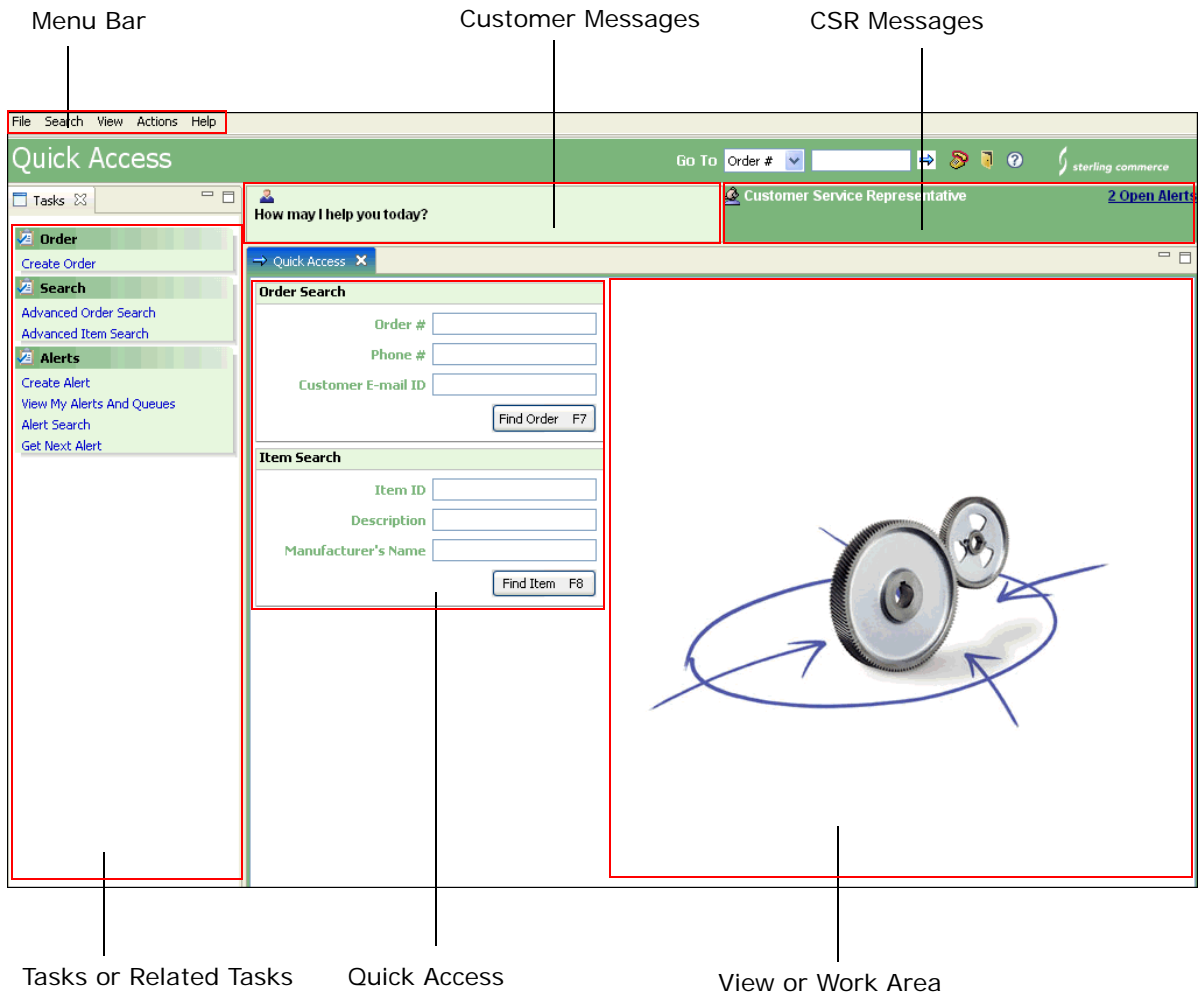 Menu Bar
Customer Messages
CSR Messages
File Search View Actions Help
Quick Access
Go To Order #
sterling commerce
Tasks
How may I help you today?
Customer Service Representative
2 Open Alerts
Order
Create Order
Search
Advanced Order Search
Advanced Item Search
Alerts
Create Alert
View My Alerts And Queues
Alert Search
Get Next Alert
Quick Access
Order Search
Order #
Phone #
Customer E-mail ID
Find Order F7
Item Search
Item ID
Description
Manufacturer's Name
Find Item F8
Tasks or Related Tasks
Quick Access
View or Work Area